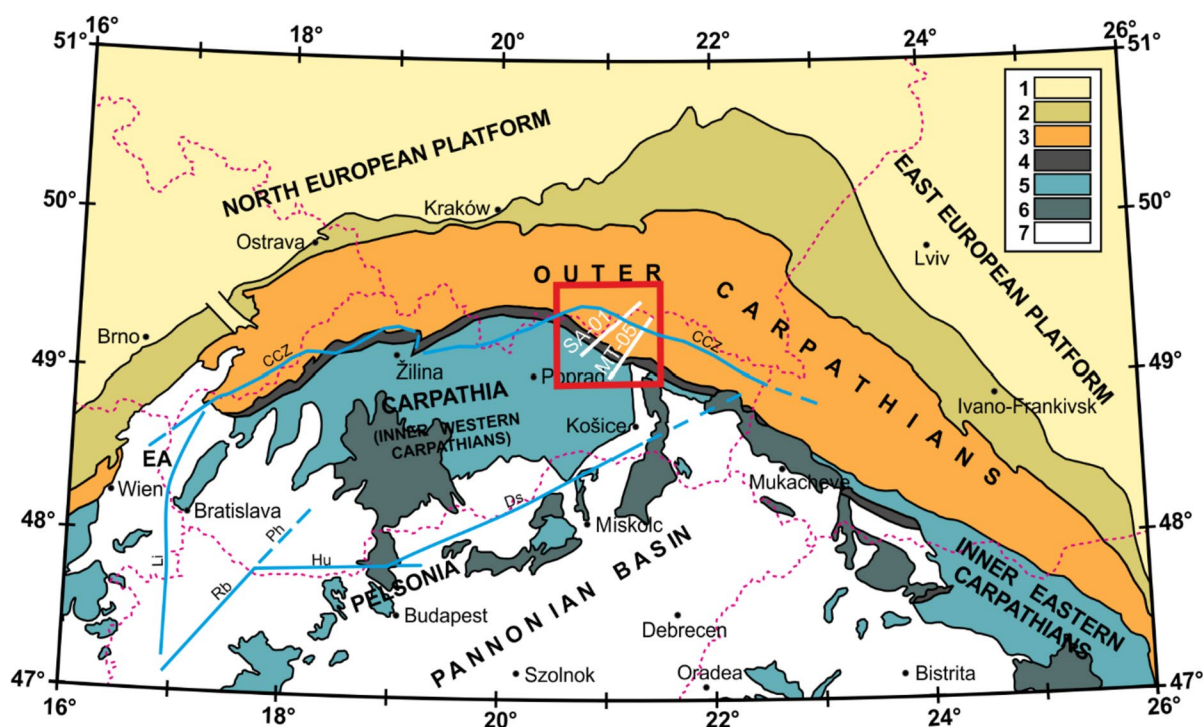 16° 18° 20° 22° 24° 26°
51° 51°
1
2
3
4
5
6
7
NORTH EUROPEAN PLATFORM
EAST EUROPEAN PLATFORM
50° 50°
Kraków
Ostrava
Lviv
OUTER
CARPATHIANS
Brno
CCZ
SA-01
MT-05
CCZ
49° 49°
Žilina
Poprad
CARPATHIA
(INNER WESTERN
CARPATHIANS)
Ivano-Frankivsk
Košice
EA
Wien
Mukacheve
Bratislava
Ds
48° 48°
Ph
Miskolc
Li
Hu
Rb
PELSONIA
PANNONIAN BASIN
INNER EASTERN
CARPATHIANS
Budapest
Debrecen
Szolnok
Oradea
Bistrita
47° 47°
16° 18° 20° 22° 24° 26°